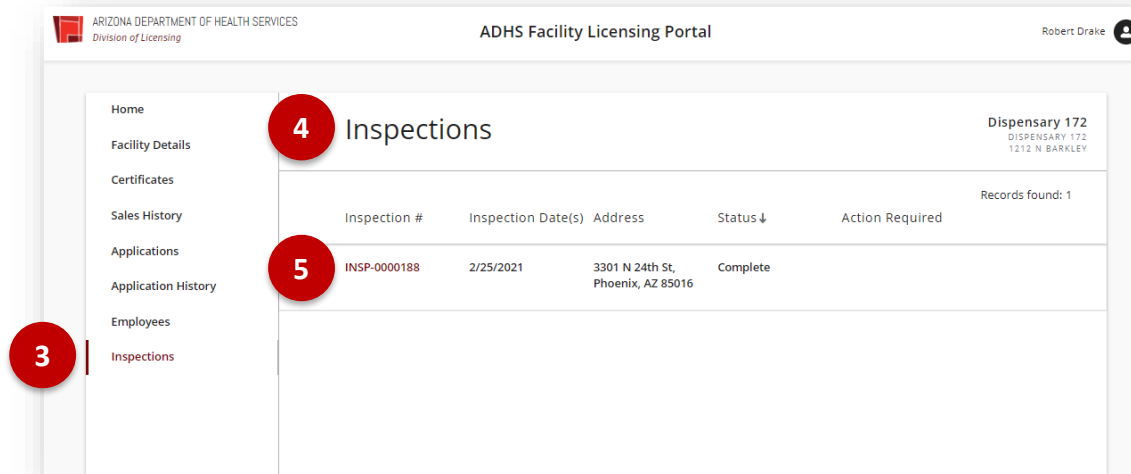 ARIZONA DEPARTMENT OF HEALTH SERVICES
Division of Licensing
ADHS Facility Licensing Portal
Robert Drake
Home
Facility Details
Certificates
Sales History
Applications
Application History
Employees
3
Inspections
4
Inspections
Dispensary 172
DISPENSARY 172
1212 N BARKLEY
Records found: 1
Inspection # Inspection Date(s) Address Status↓ Action Required
5
INSP-0000188 2/25/2021 3301 N 24th St, Complete
Phoenix, AZ 85016